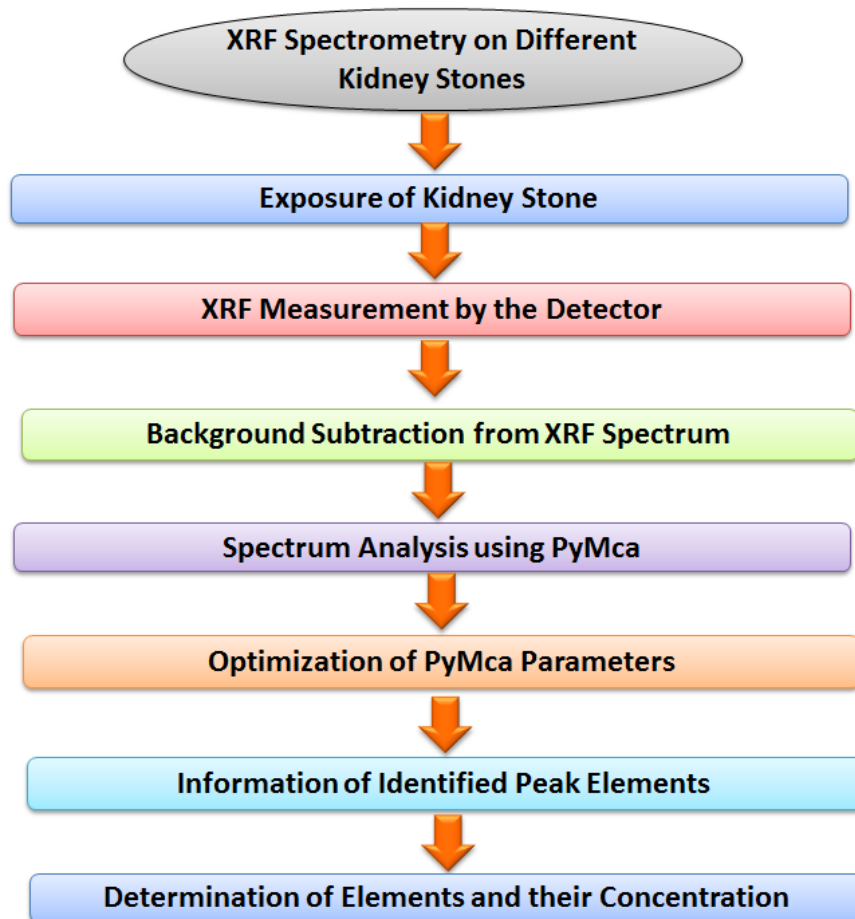 XRF Spectrometry on Different
Kidney Stones
Exposure of Kidney Stone
XRF Measurement by the Detector
Background Subtraction from XRF Spectrum
Spectrum Analysis using PyMca
Optimization of PyMca Parameters
Information of Identified Peak Elements
Determination of Elements and their Concentration